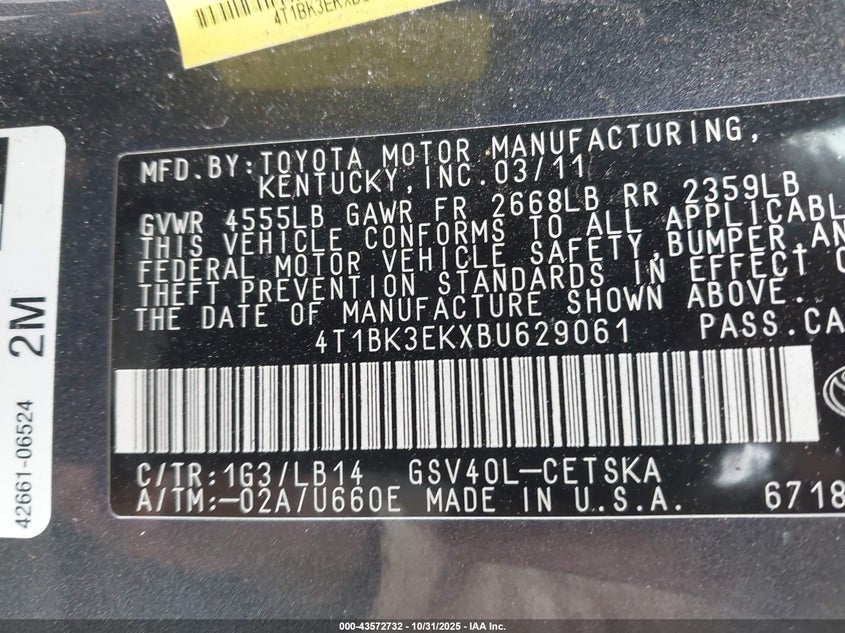 4T1BK3EKXBU
MFD.BY: TOYOTA MOTOR MANUFACTURING,
KENTUCKY, INC. 03/11
GVWR 4555LB GAWR FR 2668LB RR 2359LB
THIS VEHICLE CONFORMS TO ALL APPLICABL
FEDERAL MOTOR VEHICLE SAFETY, BUMPER, AN
THEFT PREVENTION STANDARDS IN EFFECT O
THE DATE OF MANUFACTURE SHOWN ABOVE.
4T1BK3EKXBU629061 PASS.CA
C/TR:1G3/LB14 GSV40L-CETSKA
A/TM:-02A/U660E MADE IN U.S.A. 6718
42661-06524 2M
000-43572732 | 10/31/2025 - IAA Inc.